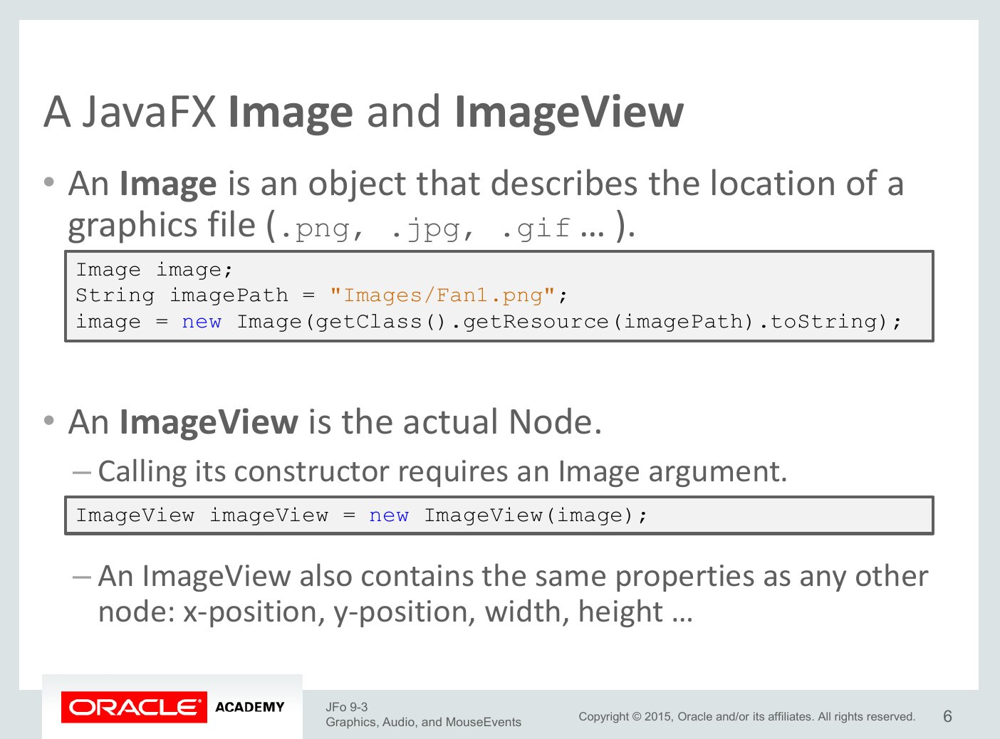 A JavaFX Image and ImageView
• An Image is an object that describes the location of a
graphics file (.png, .jpg, .gif … ).
Image image;
String imagePath = "Images/Fan1.png";
image = new Image(getClass().getResource(imagePath).toString);
• An ImageView is the actual Node.
– Calling its constructor requires an Image argument.
ImageView imageView = new ImageView(image);
– An ImageView also contains the same properties as any other
node: x-position, y-position, width, height …
ORACLE ACADEMY
JFo 9-3
Graphics, Audio, and MouseEvents
Copyright © 2015, Oracle and/or its affiliates. All rights reserved.
6